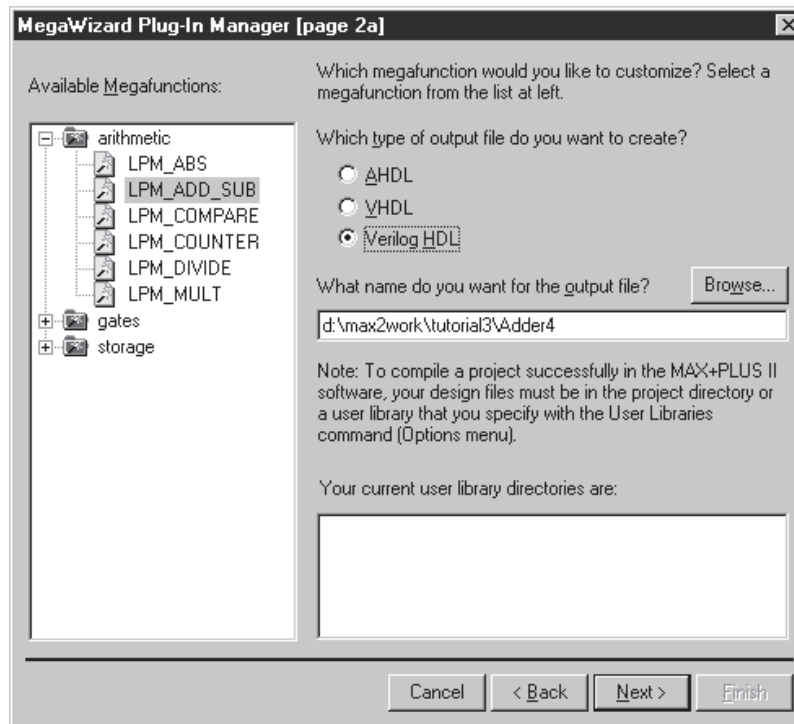 MegaWizard Plug-In Manager [page 2a]
Available Megafunctions:
arithmetic
LPM_ABS
LPM_ADD_SUB
LPM_COMPARE
LPM_COUNTER
LPM_DIVIDE
LPM_MULT
gates
storage
Which megafunction would you like to customize? Select a
megafunction from the list at left.
Which type of output file do you want to create?
AHDL
VHDL
Verilog HDL
What name do you want for the output file?
Browse...
d:\max2work\tutorial3\Adder4
Note: To compile a project successfully in the MAX+PLUS II
software, your design files must be in the project directory or
a user library that you specify with the User Libraries
command (Options menu).
Your current user library directories are:
Cancel
< Back
Next >
Finish